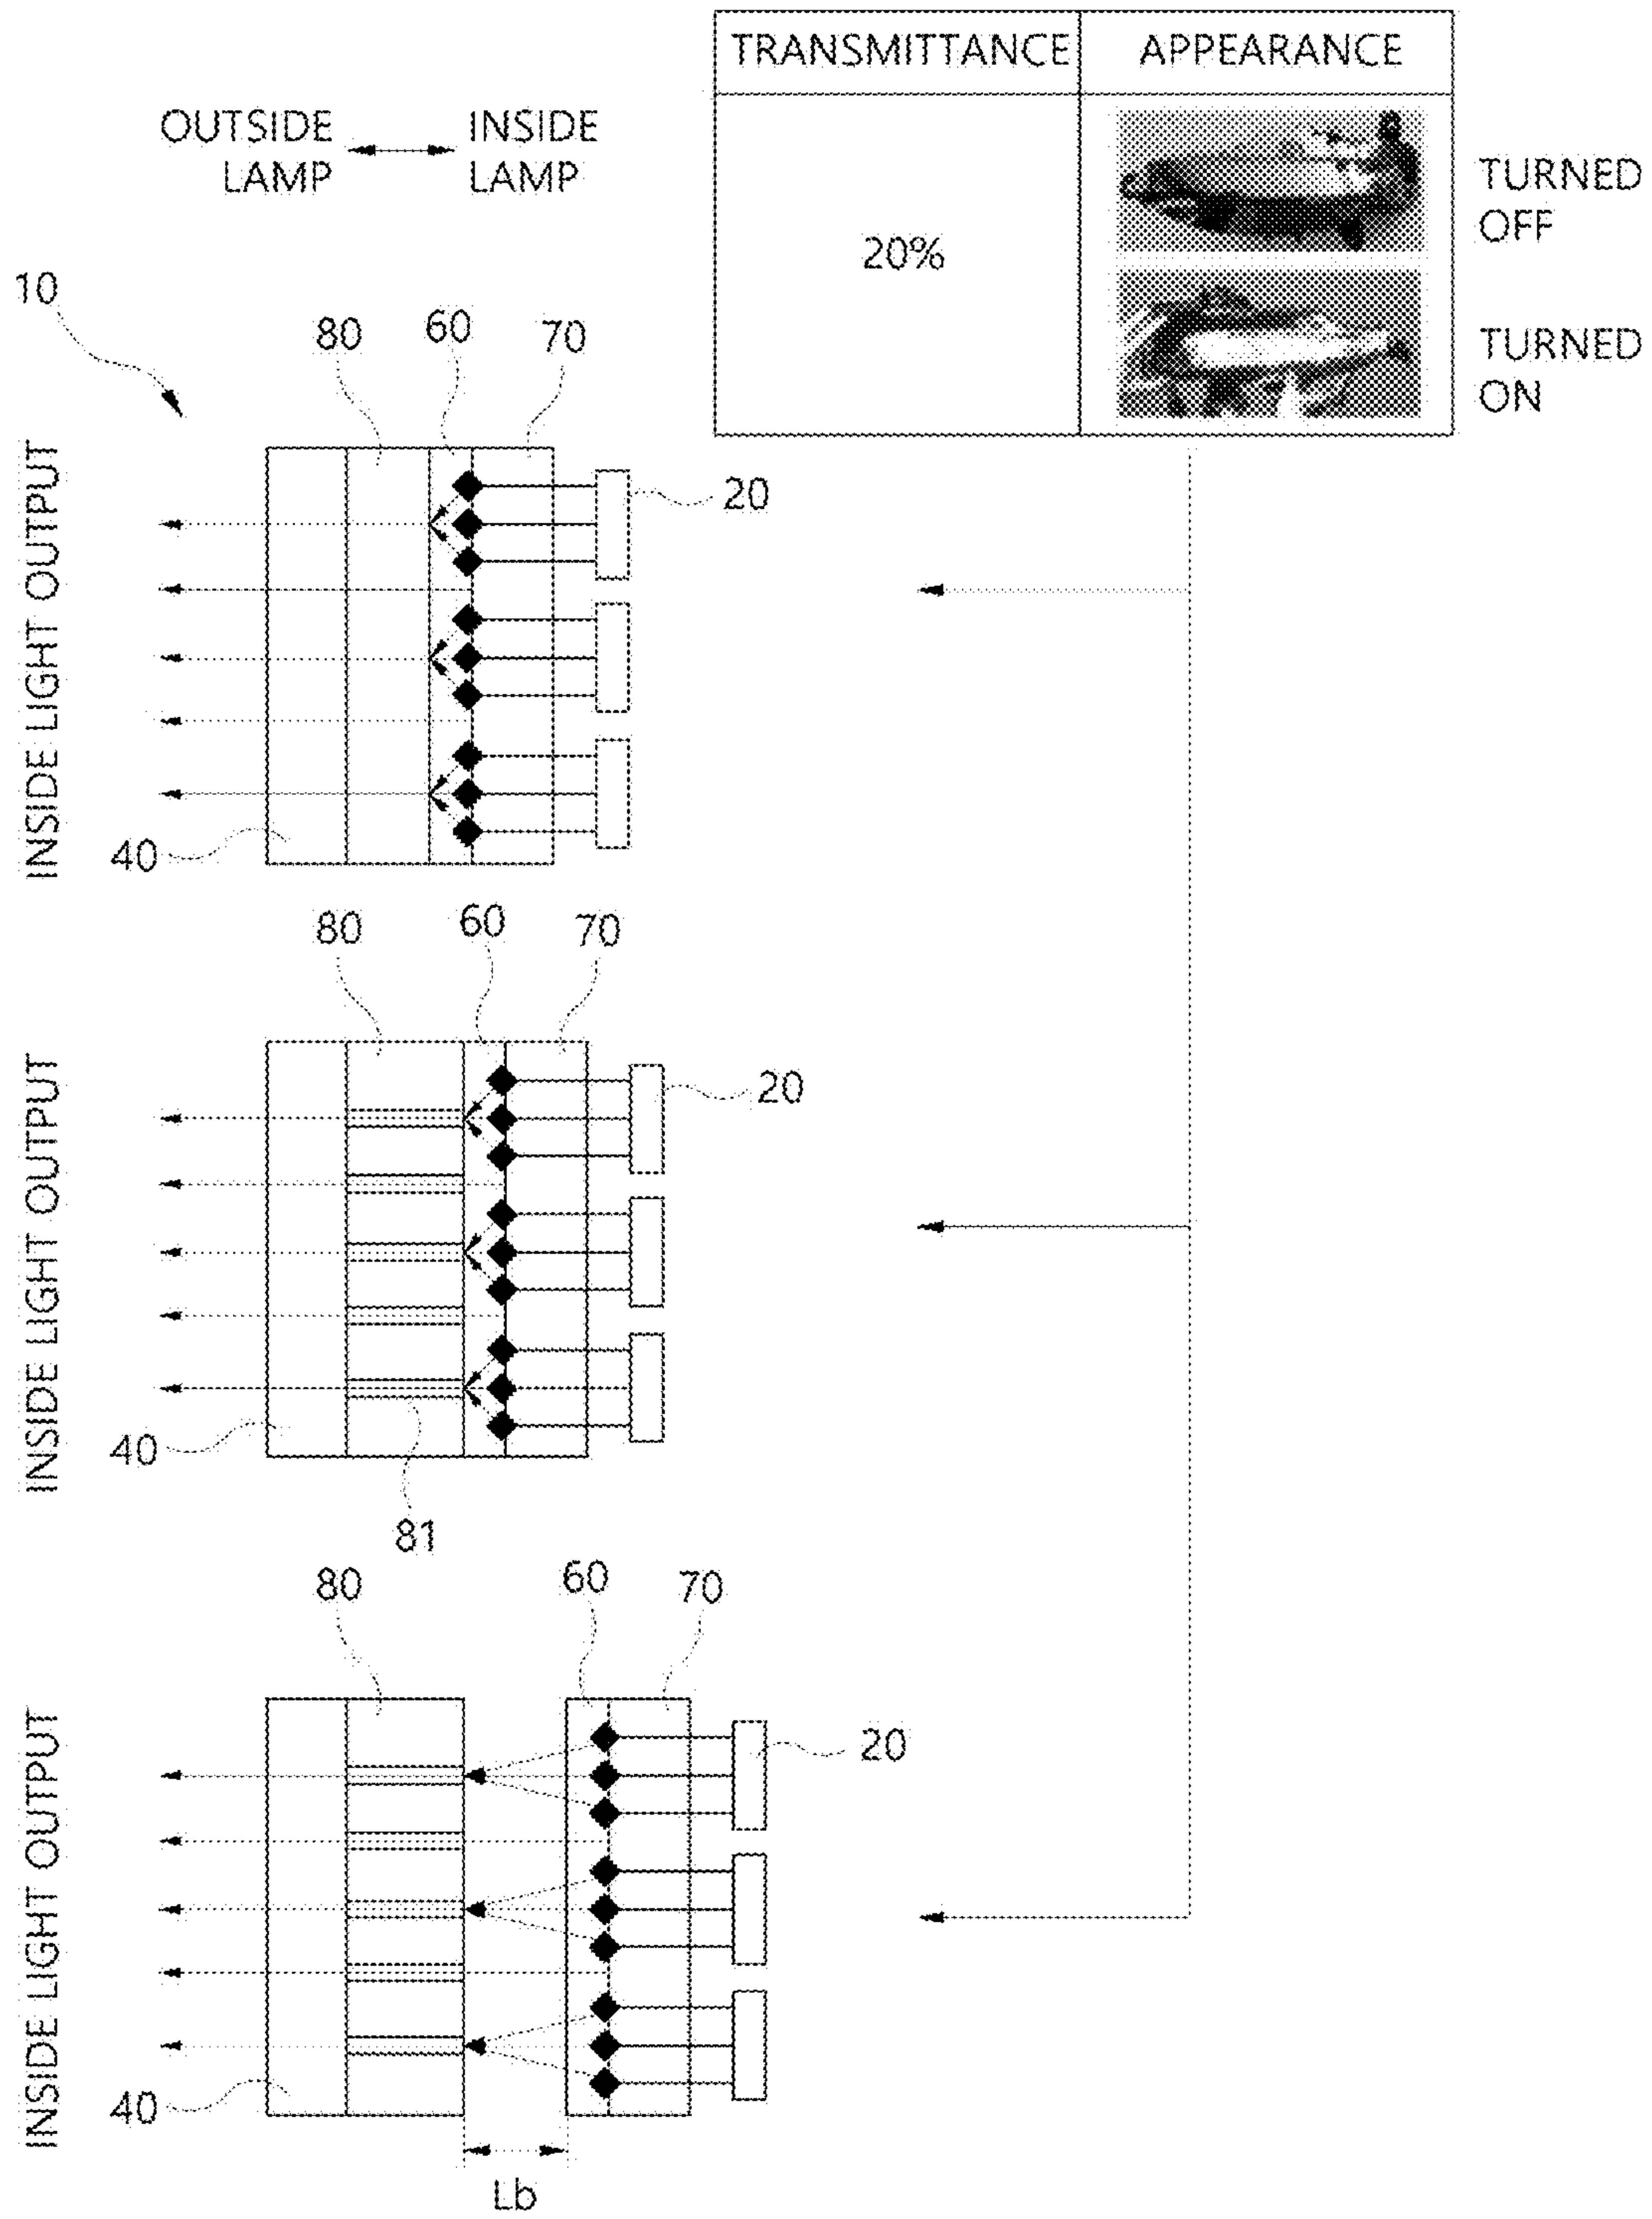 TRANSMITTANCE APPEARANCE
OUTSIDE LAMP
INSIDE LAMP
20%
TURNED OFF
TURNED ON
10
80
60
70
20
INSIDE LIGHT OUTPUT
40
80
60
70
20
INSIDE LIGHT OUTPUT
40
81
80
60
70
20
INSIDE LIGHT OUTPUT
40
Lb